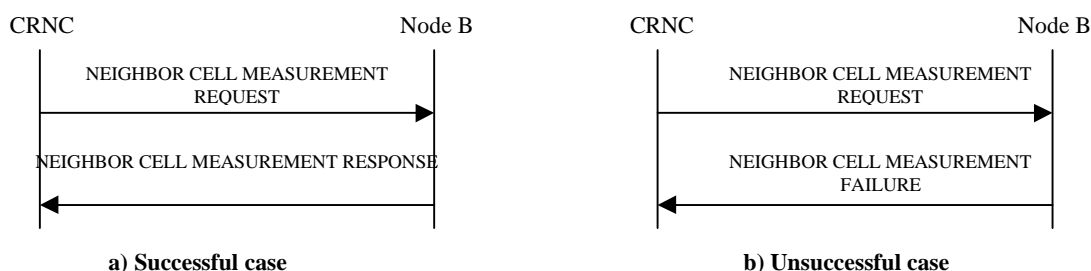 CRNC
Node B
NEIGHBOR CELL MEASUREMENT
REQUEST
NEIGHBOR CELL MEASUREMENT RESPONSE
a) Successful case
CRNC
Node B
NEIGHBOR CELL MEASUREMENT
REQUEST
NEIGHBOR CELL MEASUREMENT
FAILURE
b) Unsuccessful case